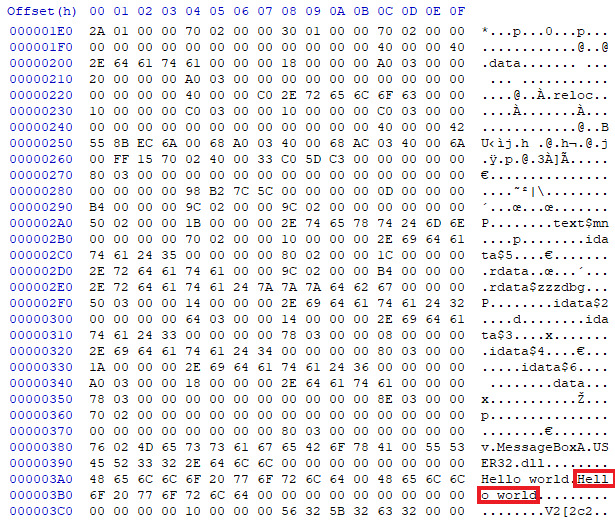 Offset(h) 00 01 02 03 04 05 06 07 08 09 0A 0B 0C 0D 0E 0F
000001E0 2A 01 00 00 70 02 00 00 30 01 00 00 70 02 00 00 *...p...0...p...
000001F0 00 00 00 00 00 00 00 00 00 00 00 00 40 00 00 40 ............@..@
00000200 2E 64 61 74 61 00 00 00 18 00 00 00 A0 03 00 00 .data....... ...
00000210 20 00 00 00 A0 03 00 00 00 00 00 00 00 00 00 00  ... ...........
00000220 00 00 00 00 40 00 00 C0 2E 72 65 6C 6F 63 00 00 ....@..À.reloc..
00000230 10 00 00 00 C0 03 00 00 10 00 00 00 C0 03 00 00 ....À.......À...
00000240 00 00 00 00 00 00 00 00 00 00 00 00 40 00 00 42 ............@..B
00000250 55 8B EC 6A 00 68 A0 03 40 00 68 AC 03 40 00 6A U‹ìj.h .@.h¬.@.j
00000260 00 FF 15 70 02 40 00 33 C0 5D C3 00 00 00 00 00 .ÿ.p.@.3À]Ã.....
00000270 80 03 00 00 00 00 00 00 00 00 00 00 00 00 00 00 €...............
00000280 00 00 00 00 98 B2 7C 5C 00 00 00 00 0D 00 00 00 ....˜²|\........
00000290 B4 00 00 00 9C 02 00 00 9C 02 00 00 00 00 00 00 ´...œ...œ.......
000002A0 50 02 00 00 1B 00 00 00 2E 74 65 78 74 24 6D 6E P........text$mn
000002B0 00 00 00 00 70 02 00 00 10 00 00 00 2E 69 64 61 ....p........ida
000002C0 74 61 24 35 00 00 00 00 80 02 00 00 1C 00 00 00 ta$5....€.......
000002D0 2E 72 64 61 74 61 00 00 9C 02 00 00 B4 00 00 00 .rdata..œ...´...
000002E0 2E 72 64 61 74 61 24 7A 7A 7A 64 62 67 00 00 00 .rdata$zzzdbg...
000002F0 50 03 00 00 14 00 00 00 2E 69 64 61 74 61 24 32 P........idata$2
00000300 00 00 00 00 64 03 00 00 14 00 00 00 2E 69 64 61 ....d........ida
00000310 74 61 24 33 00 00 00 00 78 03 00 00 08 00 00 00 ta$3....x.......
00000320 2E 69 64 61 74 61 24 34 00 00 00 00 80 03 00 00 .idata$4....€...
00000330 1A 00 00 00 2E 69 64 61 74 61 24 36 00 00 00 00 .....idata$6....
00000340 A0 03 00 00 18 00 00 00 2E 64 61 74 61 00 00 00  ........data...
00000350 78 03 00 00 00 00 00 00 00 00 00 00 8E 03 00 00 x...........Ž...
00000360 70 02 00 00 00 00 00 00 00 00 00 00 00 00 00 00 p...............
00000370 00 00 00 00 00 00 00 00 80 03 00 00 00 00 00 00 ........€.......
00000380 76 02 4D 65 73 73 61 67 65 42 6F 78 41 00 55 53 v.MessageBoxA.US
00000390 45 52 33 32 2E 64 6C 6C 00 00 00 00 00 00 00 00 ER32.dll........
000003A0 48 65 6C 6C 6F 20 77 6F 72 6C 64 00 48 65 6C 6C Hello world.Hell
000003B0 6F 20 77 6F 72 6C 64 00 00 00 00 00 00 00 00 00 o world.........
000003C0 00 00 00 00 10 00 00 00 56 32 5B 32 63 32 00 00 ........V2[2c2..